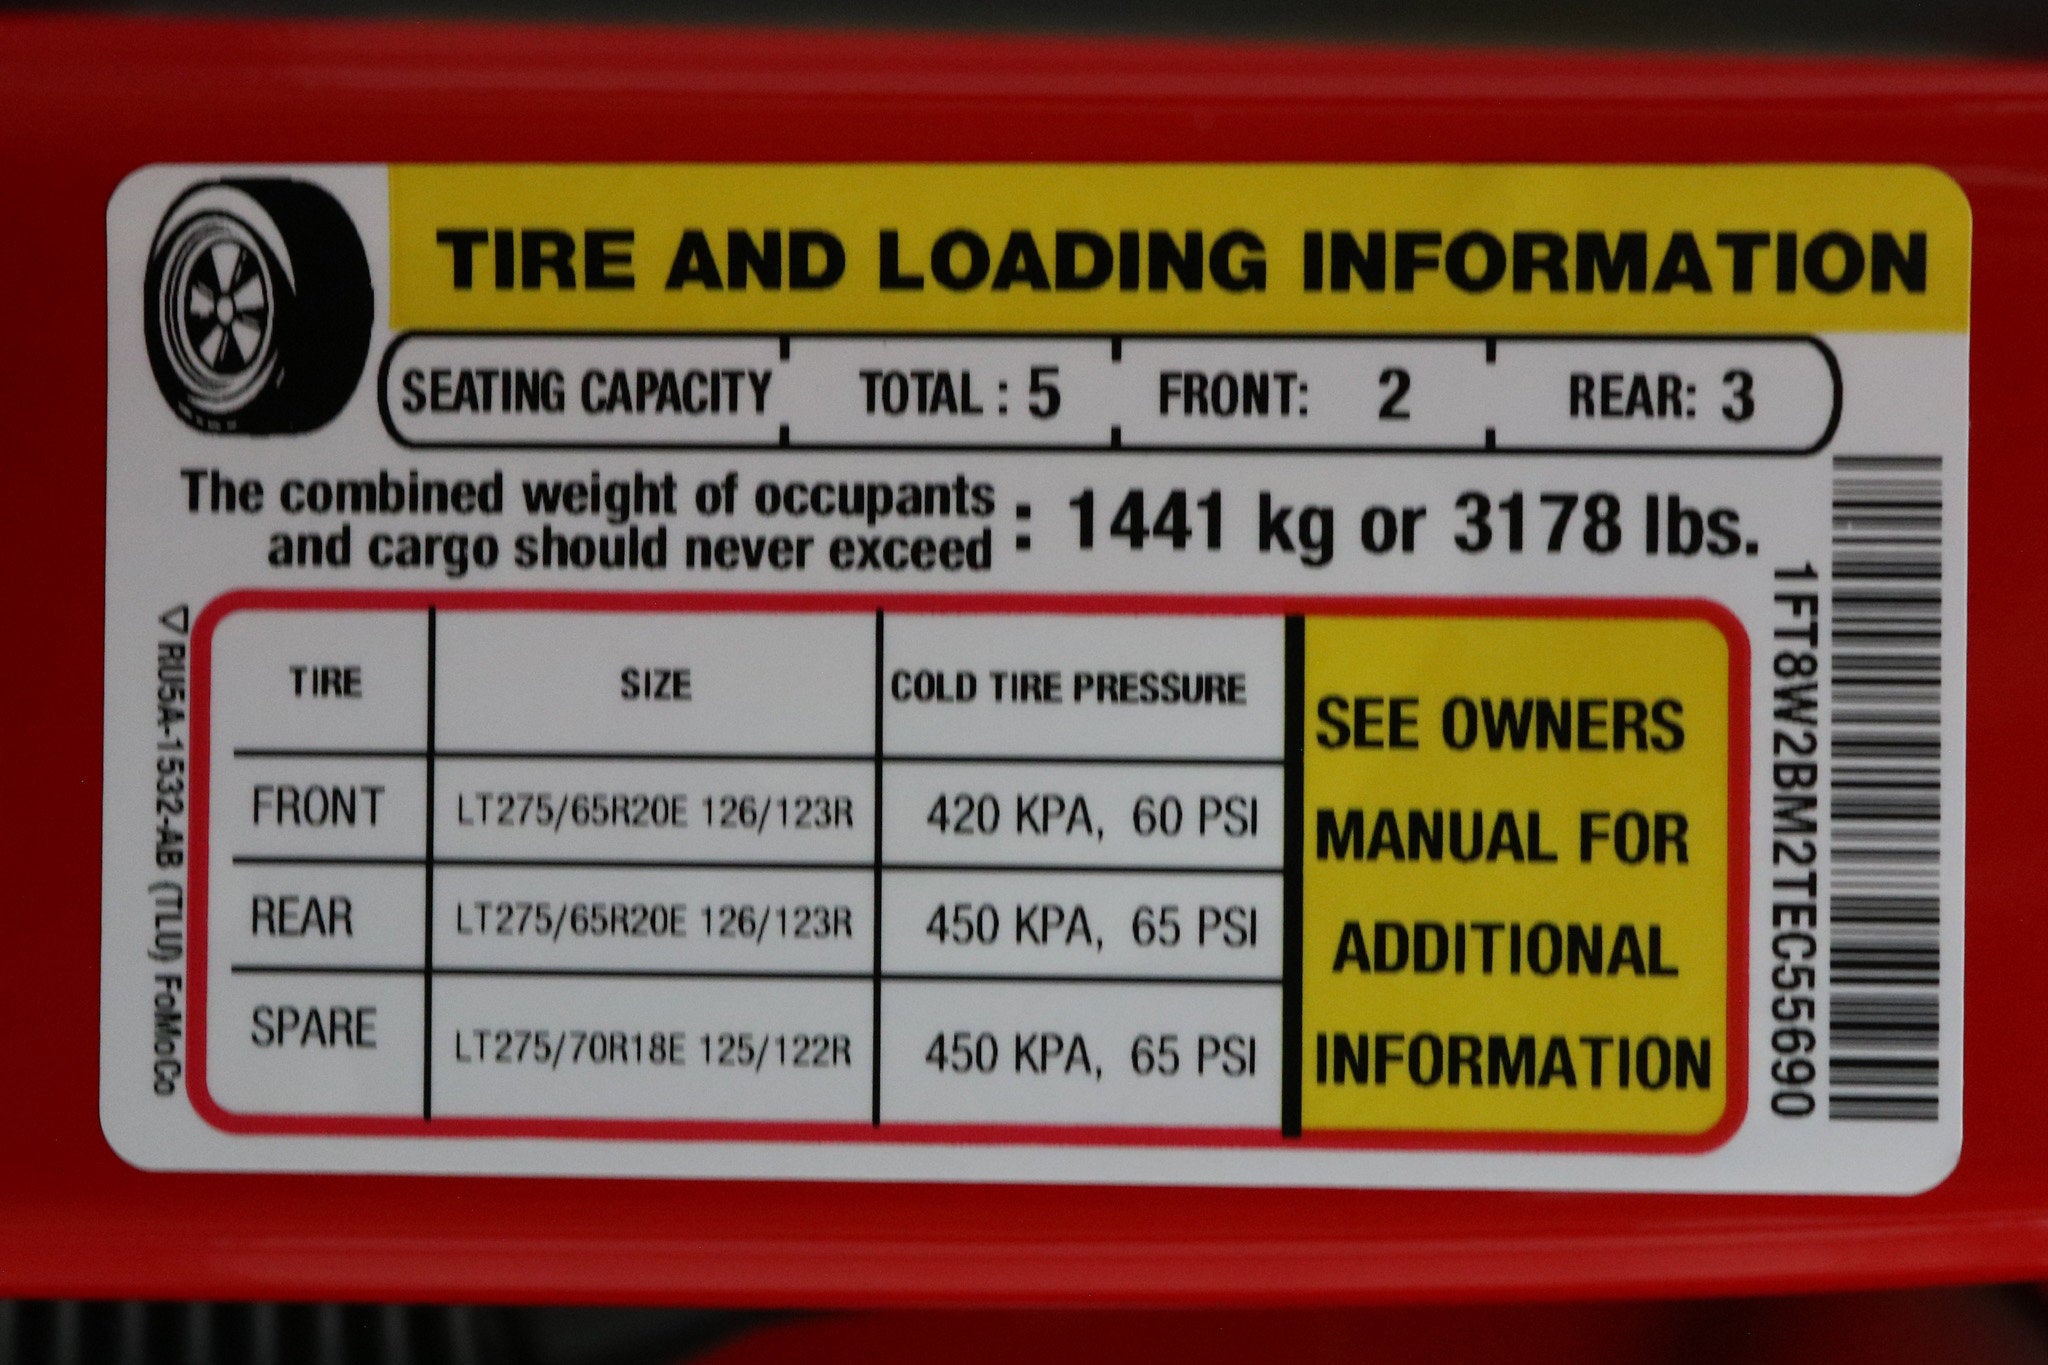 TIRE AND LOADING INFORMATION
SEATING CAPACITY TOTAL : 5 FRONT: 2 REAR: 3
The combined weight of occupants
and cargo should never exceed : 1441 kg or 3178 lbs.
TIRE SIZE COLD TIRE PRESSURE
FRONT LT275/65R20E 126/123R 420 KPA, 60 PSI
REAR LT275/65R20E 126/123R 450 KPA, 65 PSI
SPARE LT275/70R18E 125/122R 450 KPA, 65 PSI
SEE OWNERS
MANUAL FOR
ADDITIONAL
INFORMATION
1FT8W2BM2TEC55690
RU5A-1532-AB (TLU) FoMoCo